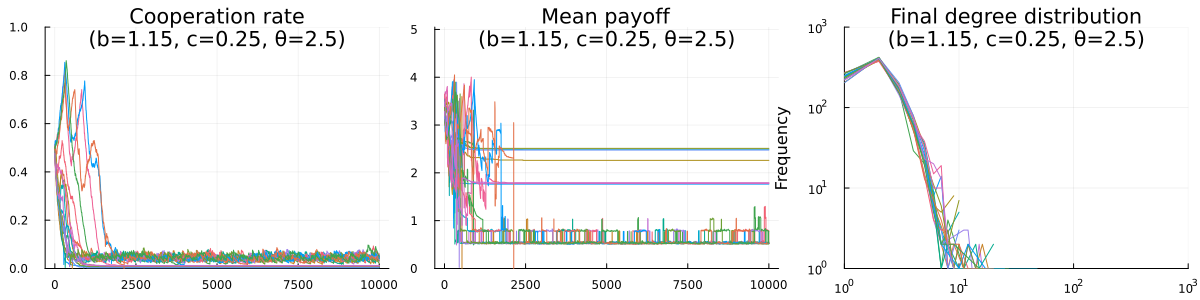 Cooperation rate
(b=1.15, c=0.25, θ=2.5)
1.0
0.8
0.6
0.4
0.2
0.0
0 2500 5000 7500 10000
Mean payoff
(b=1.15, c=0.25, θ=2.5)
5
4
3
2
1
0
0 2500 5000 7500 10000
Final degree distribution
(b=1.15, c=0.25, θ=2.5)
Frequency
10³
10²
10¹
10⁰
10⁰ 10¹ 10² 10³